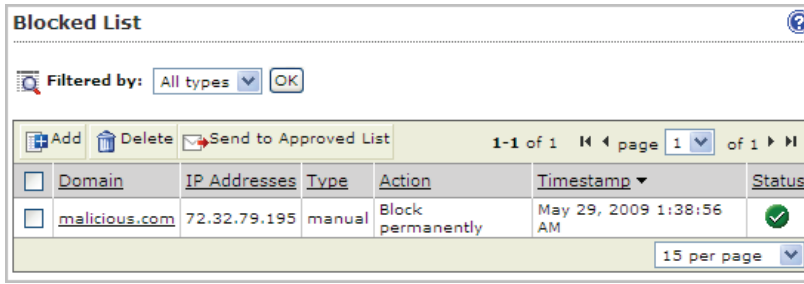 Blocked List
Filtered by: All types OK
Add Delete Send to Approved List 1-1 of 1 page 1 of 1
Domain IP Addresses Type Action Timestamp Status
malicious.com 72.32.79.195 manual Block permanently May 29, 2009 1:38:56 AM
15 per page